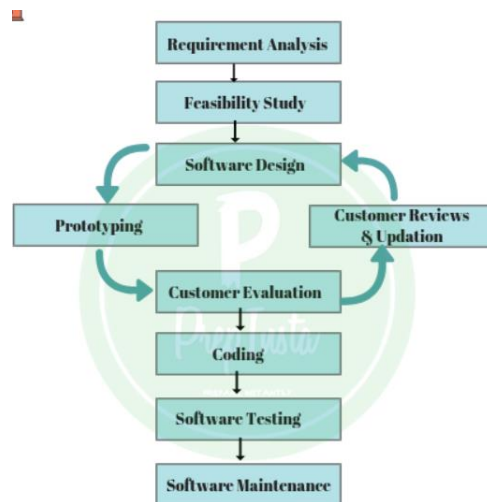 Requirement Analysis
Feasibility Study
Software Design
Prototyping
Customer Reviews
& Updation
Customer Evaluation
Coding
Software Testing
Software Maintenance